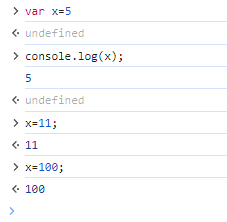 > var x=5
<· undefined
> console.log(x);
5
<· undefined
> x=11;
<· 11
> x=100;
<· 100
>